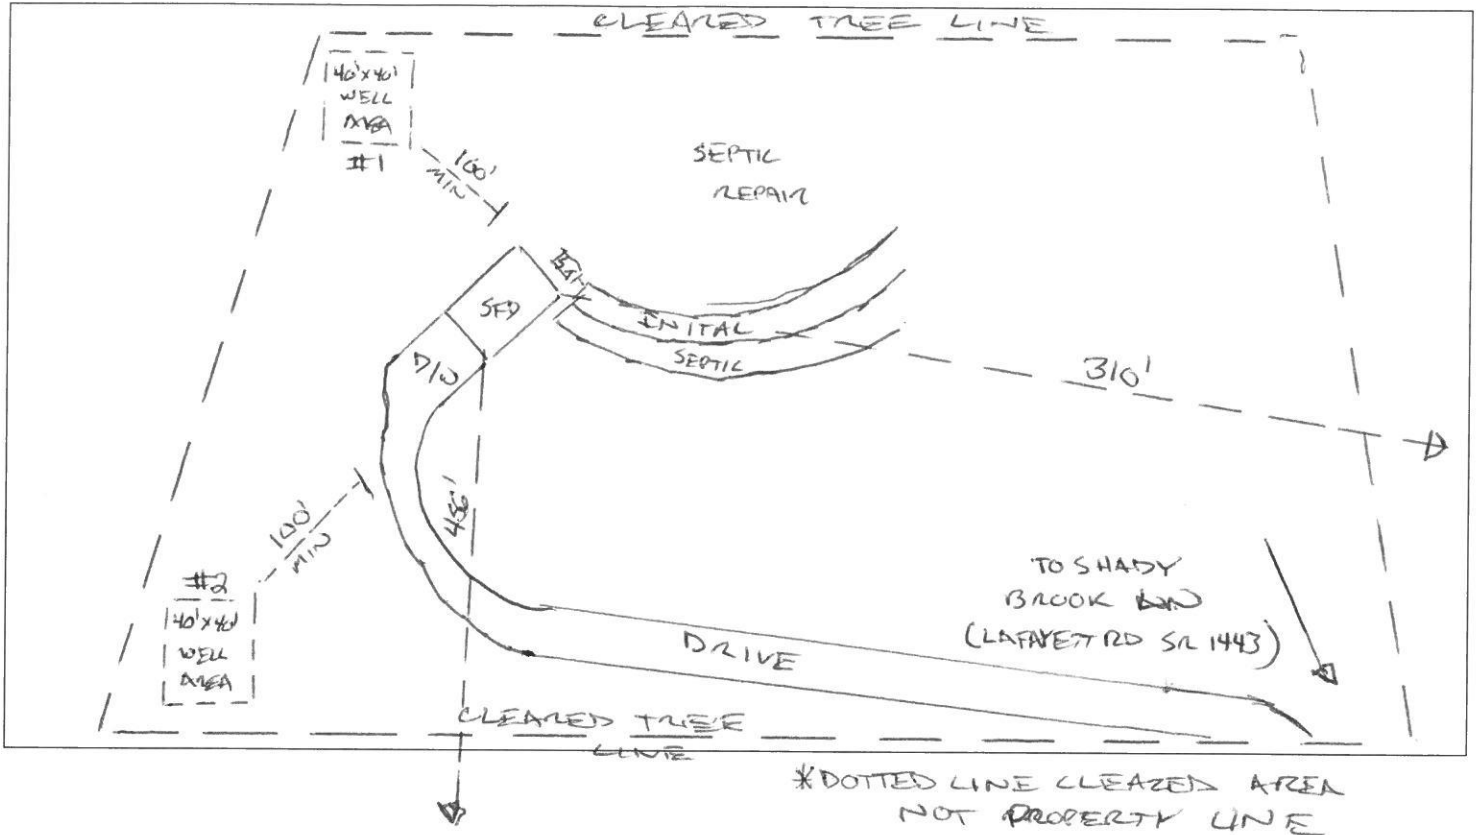 CLEARED TREE LINE
40'x40'
WELL
AREA
#1
100'
MIN
SEPTIC
REPAIR
SFD
INITAL
SEPTIC
D/W
310'
456'
100'
MIN
#2
40'x40'
WELL
AREA
TO SHADY
BROOK LN
(LAFAYETT RD SR 1443)
DRIVE
CLEARED TREE
LINE
*DOTTED LINE CLEARED AREA
NOT PROPERTY LINE